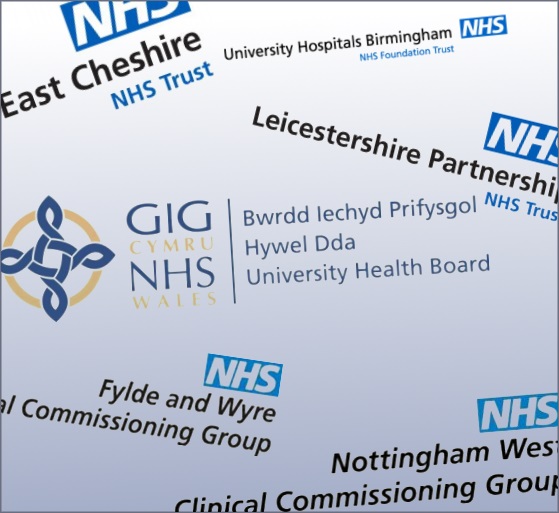 NHS
East Cheshire
NHS Trust
University Hospitals Birmingham NHS
NHS Foundation Trust
NHS
Leicestershire Partnership
NHS Trust
GIG
CYMRU
NHS
WALES
Bwrdd Iechyd Prifysgol
Hywel Dda
University Health Board
NHS
Fylde and Wyre
al Commissioning Group
NHS
Nottingham West
Clinical Commissioning Group